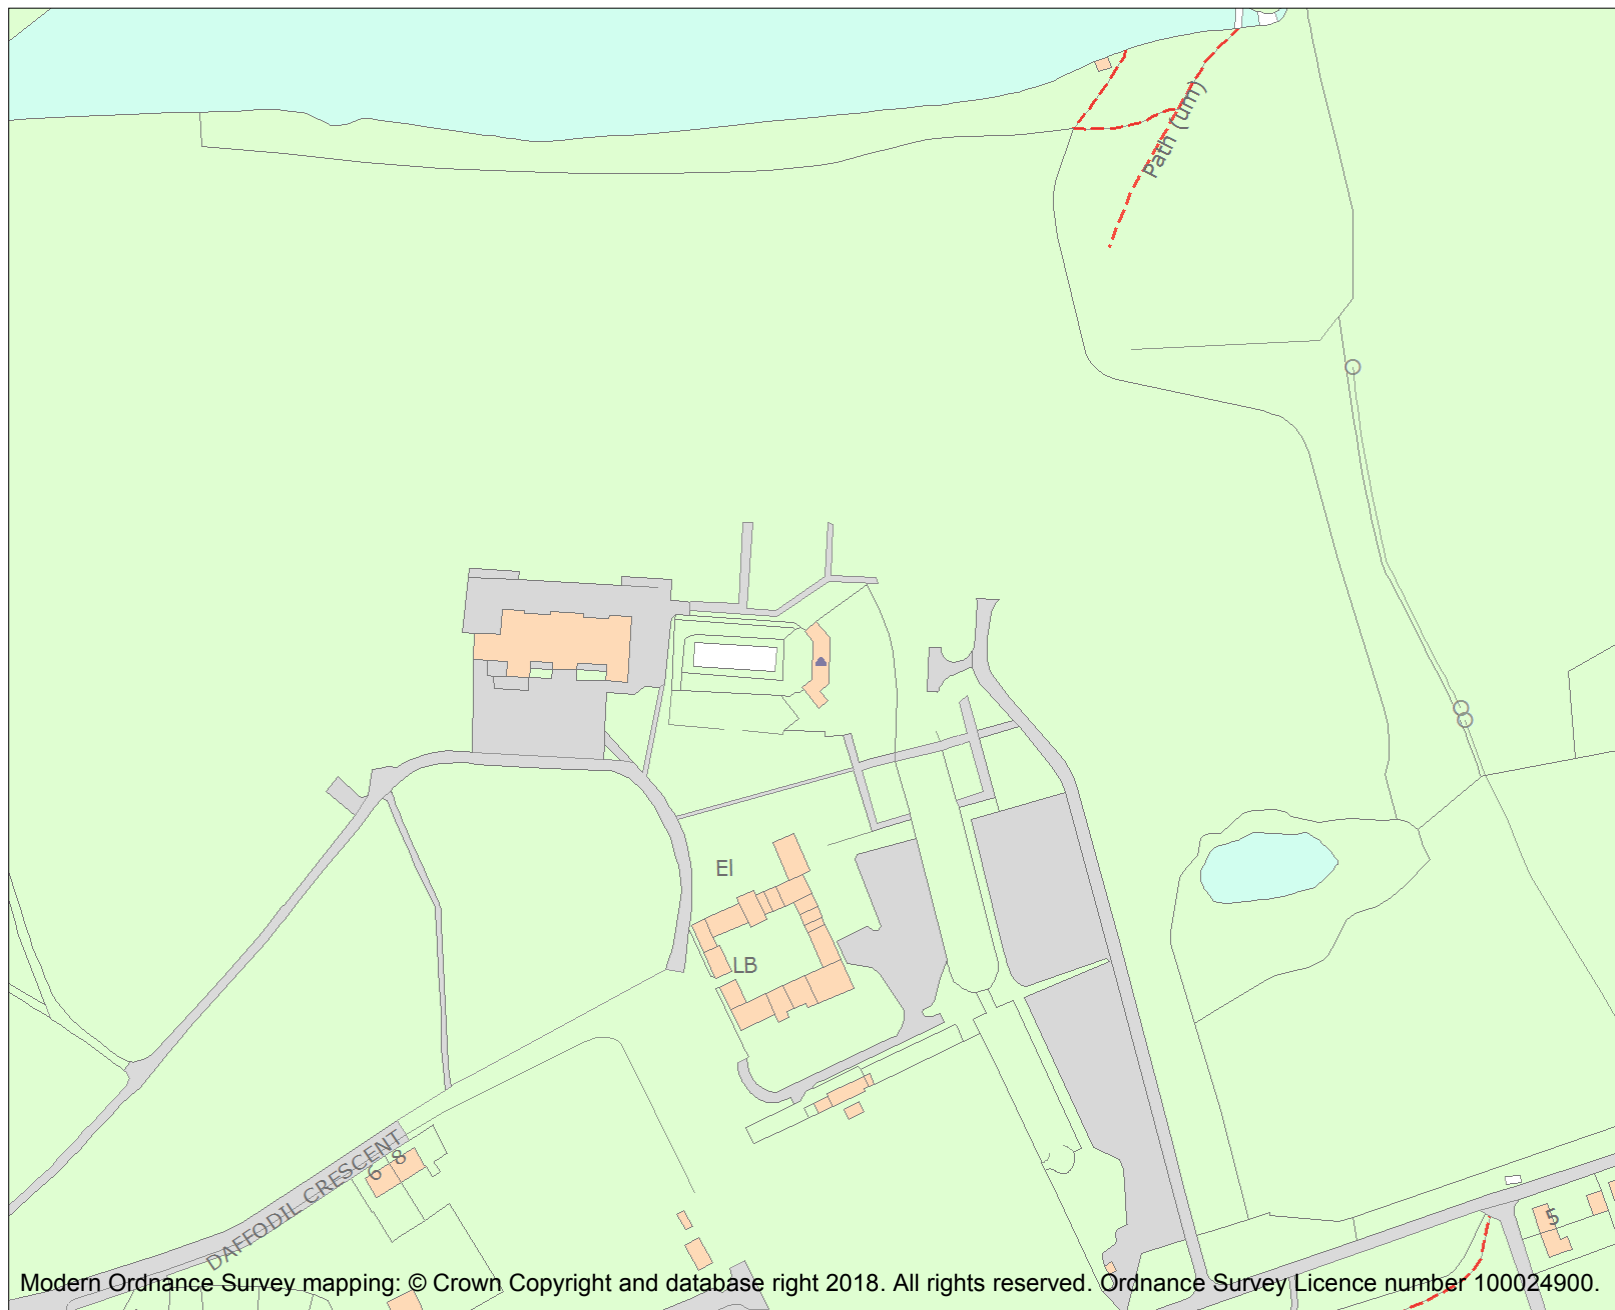 Path (um)
El
LB
DAFFODIL CRESCENT
6
8
5
Modern Ordnance Survey mapping: © Crown Copyright and database right 2018. All rights reserved. Ordnance Survey Licence number 100024900.